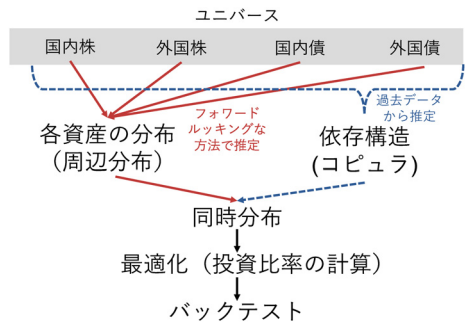 ユニバース
国内株 外国株 国内債 外国債
過去データ
から推定
フォワード
ルッキングな
方法で推定
各資産の分布
（周辺分布）
依存構造
(コピュラ)
同時分布
最適化（投資比率の計算）
バックテスト